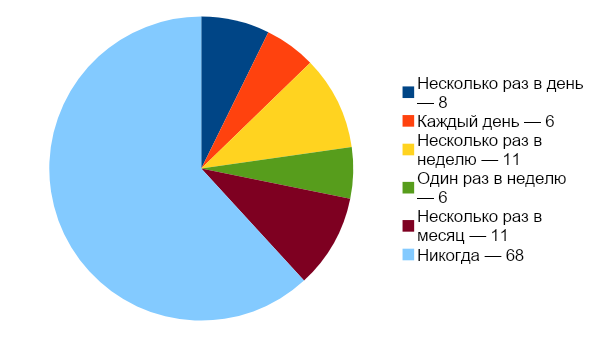 Несколько раз в день
— 8
Каждый день — 6
Несколько раз в
неделю — 11
Один раз в неделю
— 6
Несколько раз в
месяц — 11
Никогда — 68